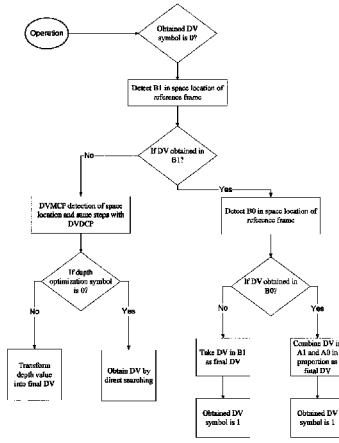 Operation
Obtained DV
symbol is 0?
Detect B1 in space location of
reference frame
If DV obtained in
B1?
No
Yes
DVMCP detection of space
location and same steps with
DVDCP
Detect B0 in space location of
reference frame
If depth
optimization symbol
is 0?
If DV obtained in
B0?
No
Yes
No
Yes
Transform
depth value
into final DV
Obtain DV by
direct searching
Take DV in B1
as final DV
Combine DV in
A1 and A0 in
proportion as
final DV
Obtained DV
symbol is 1
Obtained DV
symbol is 1